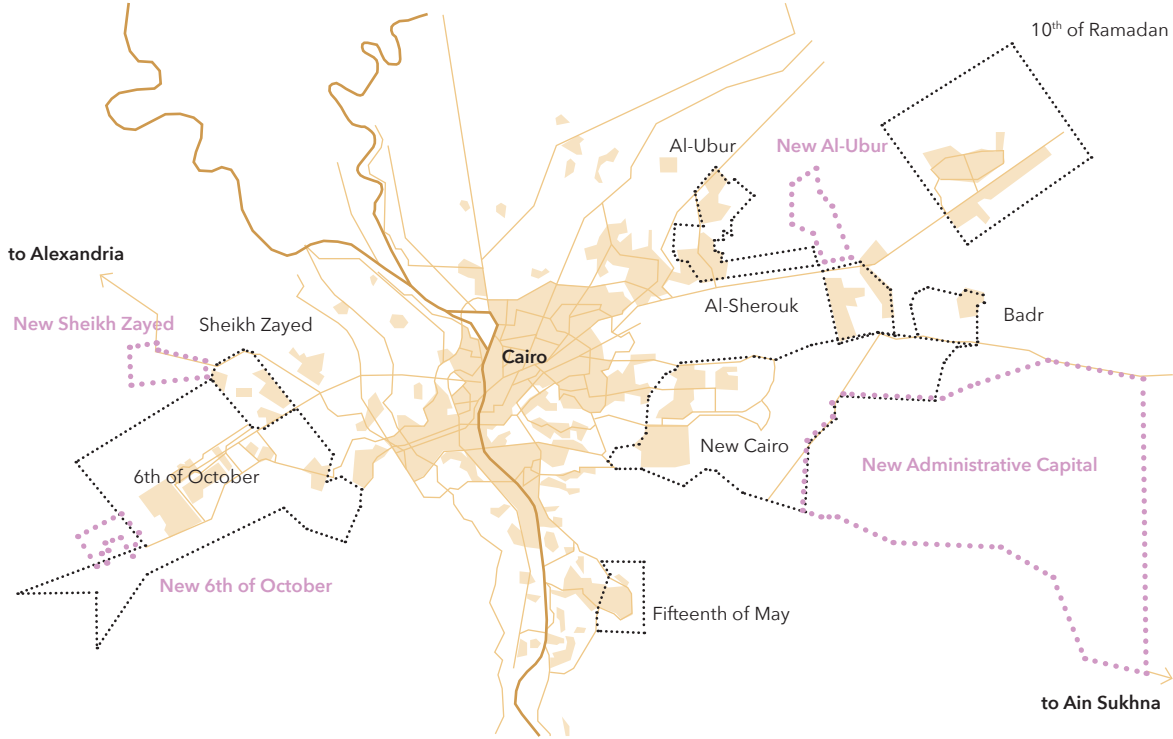 10th of Ramadan
Al-Ubur
New Al-Ubur
to Alexandria
Al-Sherouk
Badr
New Sheikh Zayed
Sheikh Zayed
Cairo
New Cairo
New Administrative Capital
6th of October
New 6th of October
Fifteenth of May
to Ain Sukhna